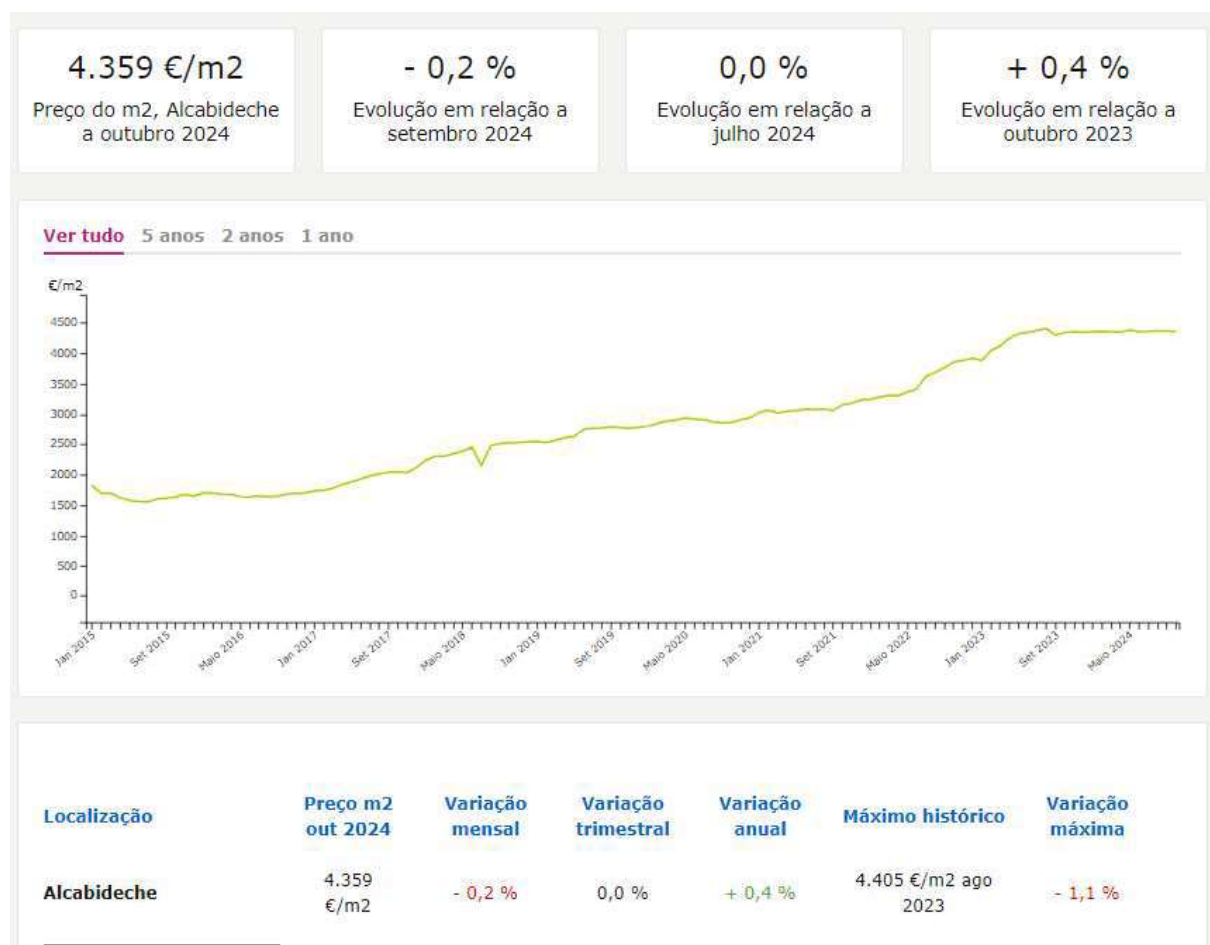 4.359 €/m2
Preço do m2, Alcabideche
a outubro 2024
- 0,2 %
Evolução em relação a
setembro 2024
0,0 %
Evolução em relação a
julho 2024
+ 0,4 %
Evolução em relação a
outubro 2023
Ver tudo 5 anos 2 anos 1 ano
€/m2
4500
4000
3500
3000
2500
2000
1500
1000
500
0
Jan 2015 Set 2015 Maio 2016 Jan 2017 Set 2017 Maio 2018 Jan 2019 Set 2019 Maio 2020 Jan 2021 Set 2021 Maio 2022 Jan 2023 Set 2023 Maio 2024
Localização
Preço m2
out 2024
Variação
mensal
Variação
trimestral
Variação
anual
Máximo histórico
Variação
máxima
Alcabideche
4.359
€/m2
- 0,2 %
0,0 %
+ 0,4 %
4.405 €/m2 ago
2023
- 1,1 %